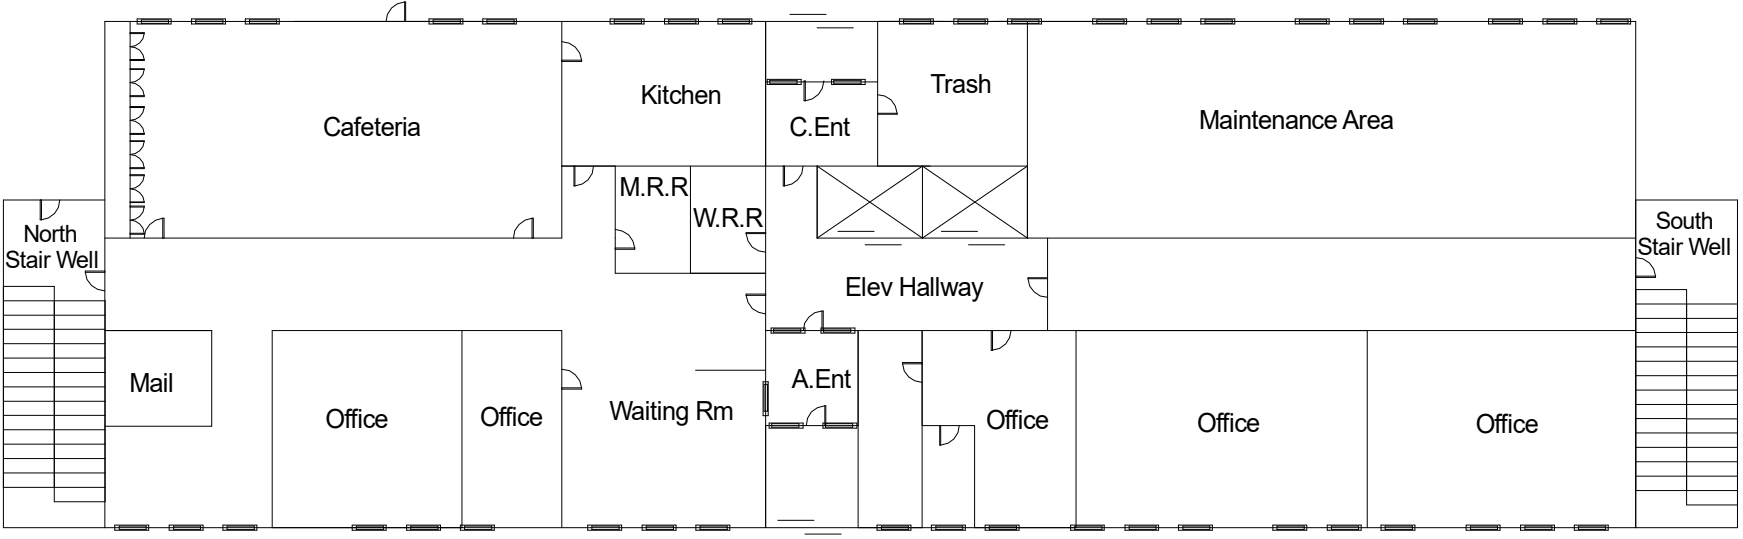 Cafeteria
Kitchen
C.Ent
Trash
Maintenance Area
M.R.R
W.R.R
North
Stair Well
South
Stair Well
Elev Hallway
Mail
Office
Office
Waiting Rm
A.Ent
Office
Office
Office